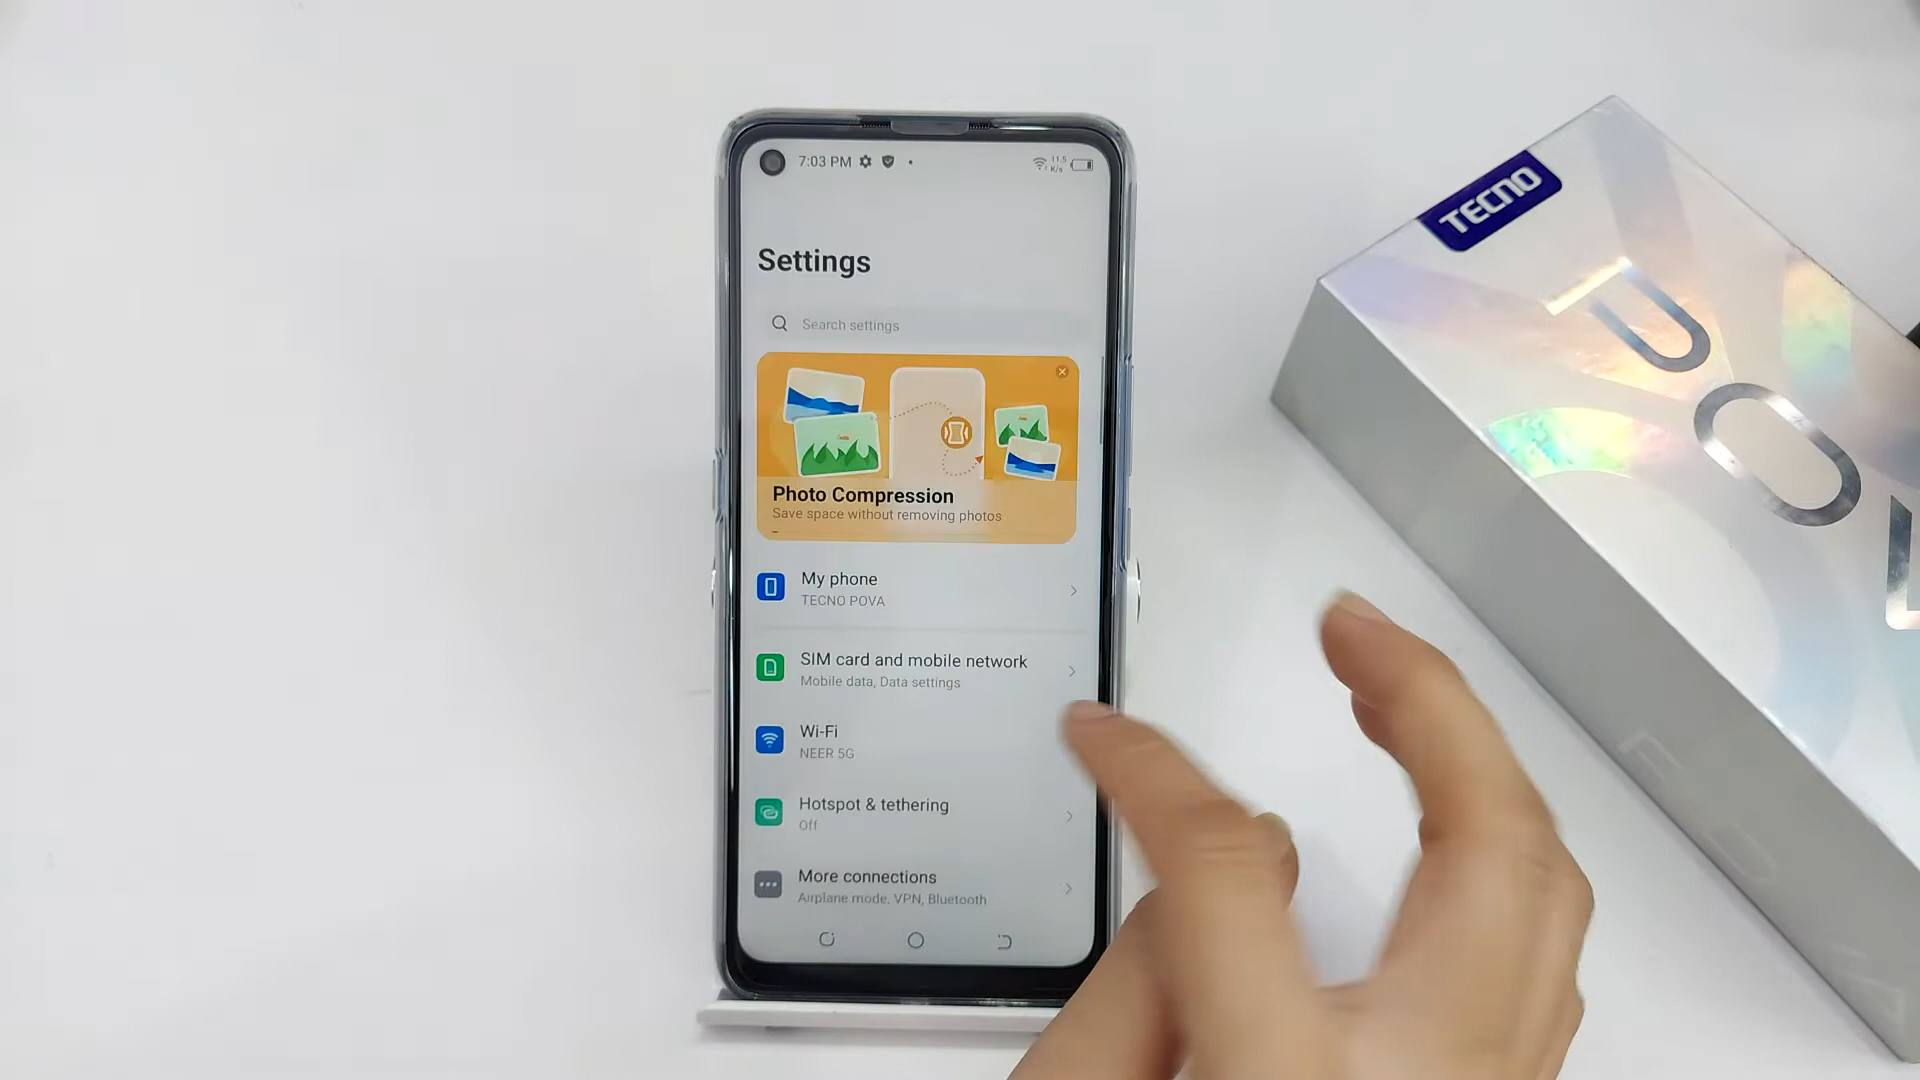 7:03 PM
11.5
K/s
Settings
Search settings
Photo Compression
Save space without removing photos
My phone
TECNO POVA
SIM card and mobile network
Mobile data, Data settings
Wi-Fi
NEER 5G
Hotspot & tethering
Off
More connections
Airplane mode, VPN, Bluetooth
TECNO